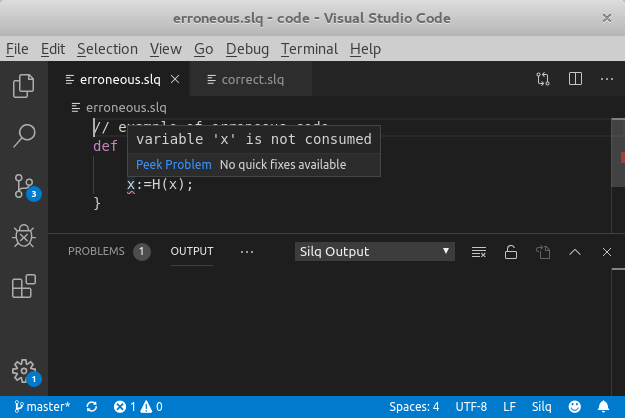 erroneous.slq - code - Visual Studio Code ×
File Edit Selection View Go Debug Terminal Help
erroneous.slq × correct.slq ···
erroneous.slq
// example of erroneous code
def
variable 'x' is not consumed
Peek Problem No quick fixes available
x:=H(x);
}
PROBLEMS 1 OUTPUT ··· Silq Output
3
1
master* 1 0 Spaces: 4 UTF-8 LF Silq